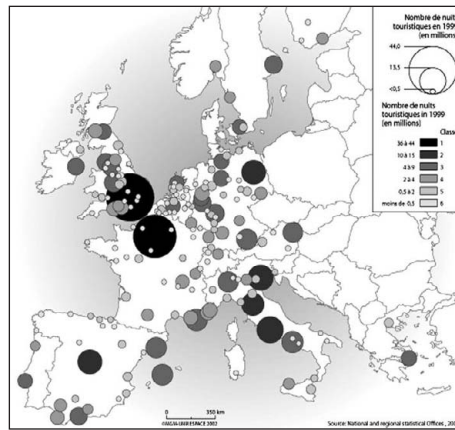 Nombre de nuits
touristiques en 1999
(en millions)
44,0
13,5
<0,5
Nombre de nuits
touristiques en 1999
(en millions)
Classe
36 à 44 1
10 à 15 2
4 à 9 3
2 à 4 4
0,5 à 2 5
moins de 0,5 6
0 350 km
Source: National and regional statistical Offices , 200